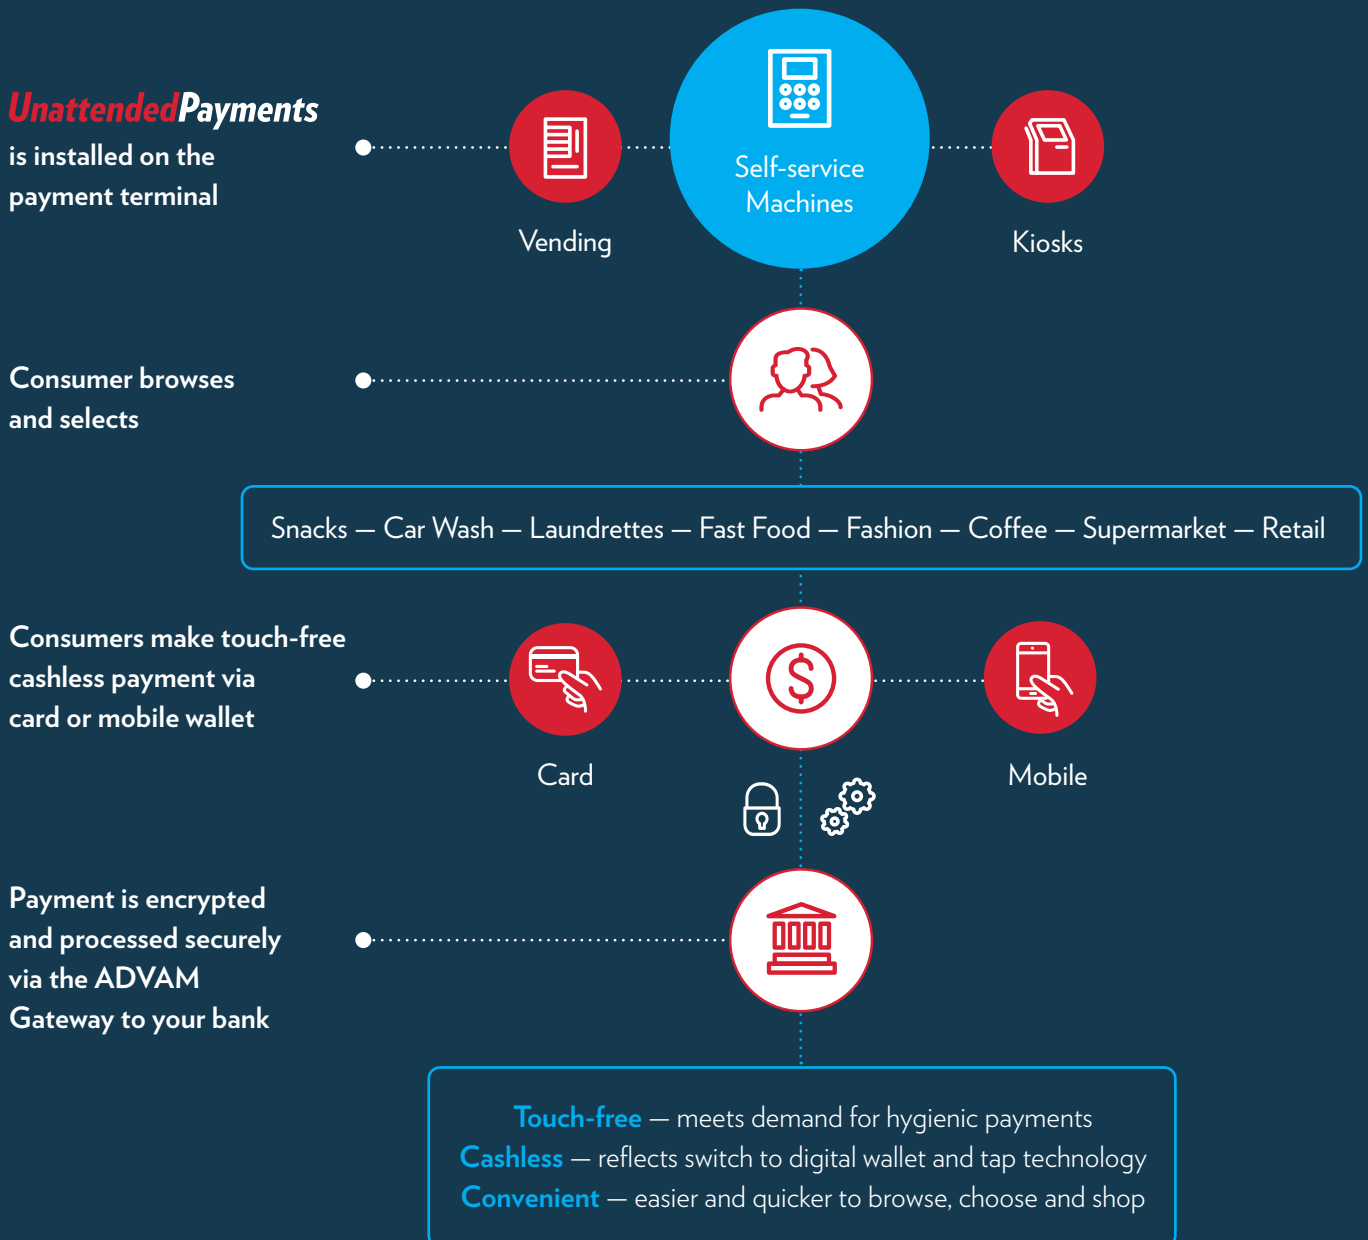 UnattendedPayments
is installed on the
payment terminal
Self-service
Machines
Vending
Kiosks
Consumer browses
and selects
Snacks — Car Wash — Laundrettes — Fast Food — Fashion — Coffee — Supermarket — Retail
Consumers make touch-free
cashless payment via
card or mobile wallet
$
Card
Mobile
Payment is encrypted
and processed securely
via the ADVAM
Gateway to your bank
Touch-free — meets demand for hygienic payments
Cashless — reflects switch to digital wallet and tap technology
Convenient — easier and quicker to browse, choose and shop